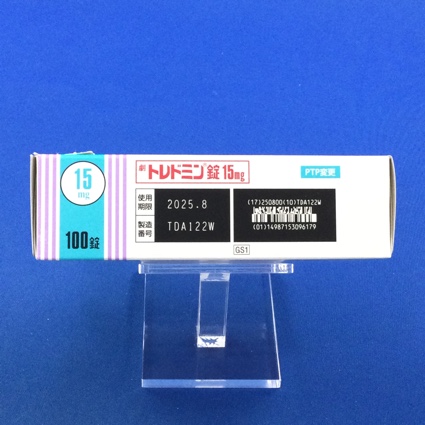 15
mg
100錠
劇 トレドミン錠15mg
PTP変更
使用
期限
2025.8
製造
番号
TDA122W
(17)250800(10)TDA122W
(01)14987153096179
GS1